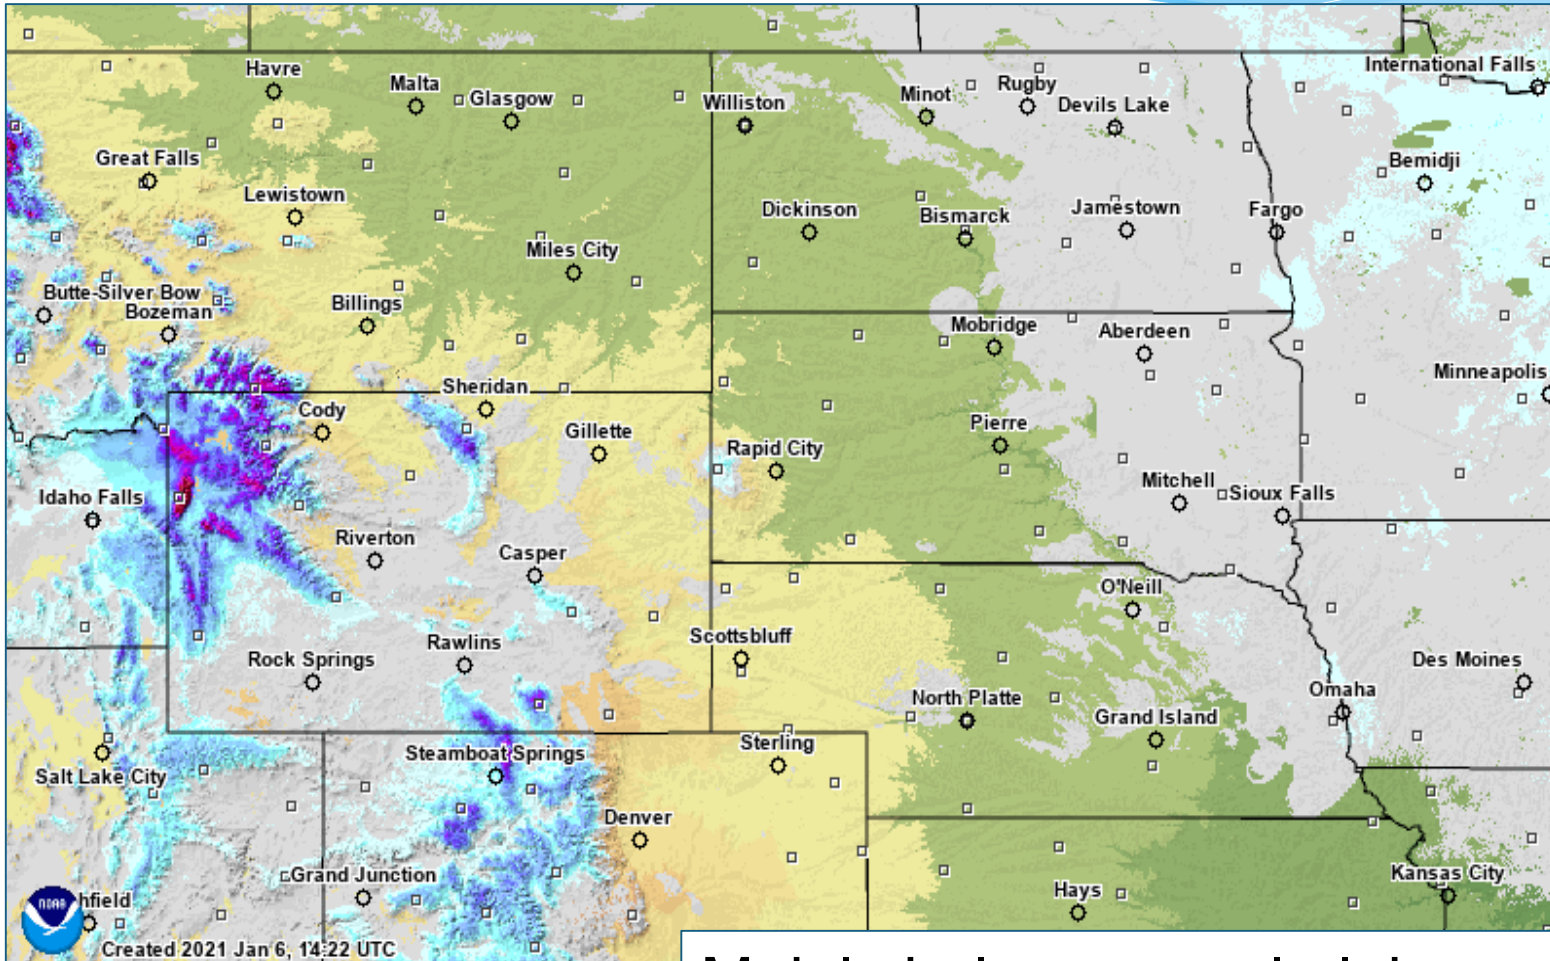 International Falls
Havre
Malta
Glasgow
Williston
Minot
Rugby
Devils Lake
Great Falls
Bemidji
Lewistown
Dickinson
Bismarck
Jamestown
Fargo
Miles City
Butte-Silver Bow
Bozeman
Billings
Mobridge
Aberdeen
Minneapolis
Sheridan
Cody
Gillette
Rapid City
Pierre
Idaho Falls
Mitchell
Sioux Falls
Riverton
Casper
O'Neill
Scottsbluff
Rawlins
Rock Springs
Des Moines
North Platte
Omaha
Grand Island
Steamboat Springs
Sterling
Salt Lake City
Denver
Grand Junction
Hays
Kansas City
hfield
NOAA
Created 2021 Jan 6, 14:22 UTC